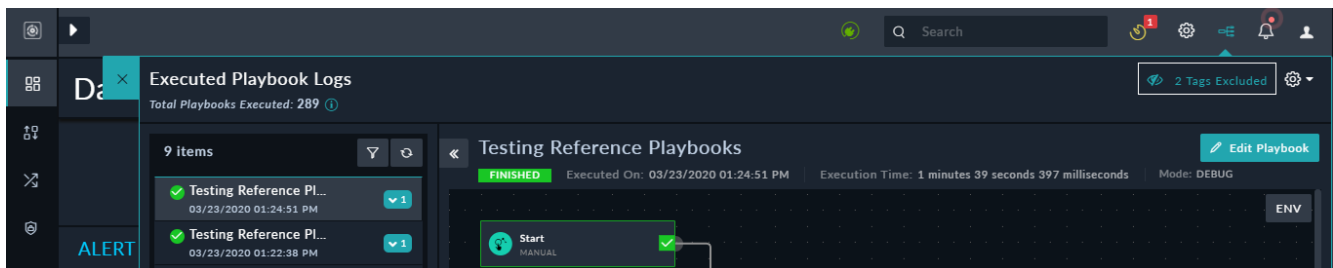 1
Search
Da
Executed Playbook Logs
2 Tags Excluded
Total Playbooks Executed: 289
9 items
Testing Reference Playbooks
Edit Playbook
FINISHED Executed On: 03/23/2020 01:24:51 PM Execution Time: 1 minutes 39 seconds 397 milliseconds Mode: DEBUG
Testing Reference Pl...
03/23/2020 01:24:51 PM
1
ENV
Testing Reference Pl...
03/23/2020 01:22:38 PM
1
Start
MANUAL
ALERT